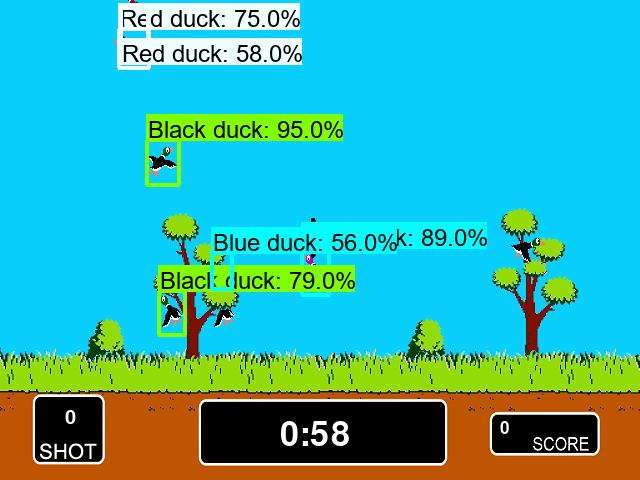 Red duck: 75.0%
Red duck: 58.0%
Black duck: 95.0%
Blue duck: 56.0%
k: 89.0%
Black duck: 79.0%
0
SHOT
0:58
0
SCORE